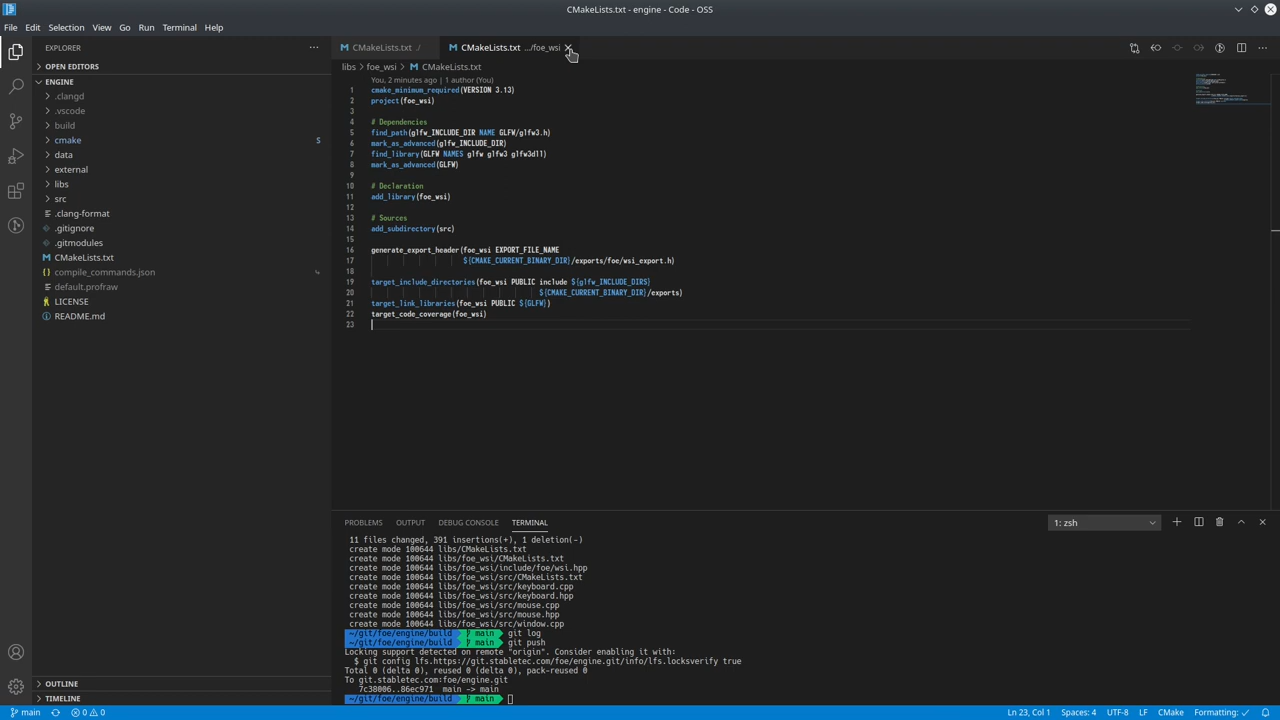 CMakeLists.txt - engine - Code - OSS
File Edit Selection View Go Run Terminal Help
EXPLORER
OPEN EDITORS
ENGINE
.clangd
.vscode
build
cmake S
data
external
libs
src
.clang-format
.gitignore
.gitmodules
CMakeLists.txt
compile_commands.json
default.profraw
LICENSE
README.md
OUTLINE
TIMELINE
CMakeLists.txt ./
CMakeLists.txt .../foe_wsi
libs > foe_wsi > CMakeLists.txt
You, 2 minutes ago | 1 author (You)
1 cmake_minimum_required(VERSION 3.13)
2 project(foe_wsi)
3
4 # Dependencies
5 find_path(glfw_INCLUDE_DIR NAME GLFW/glfw3.h)
6 mark_as_advanced(glfw_INCLUDE_DIR)
7 find_library(GLFW NAMES glfw glfw3 glfw3dll)
8 mark_as_advanced(GLFW)
9
10 # Declaration
11 add_library(foe_wsi)
12
13 # Sources
14 add_subdirectory(src)
15
16 generate_export_header(foe_wsi EXPORT_FILE_NAME
17 ${CMAKE_CURRENT_BINARY_DIR}/exports/foe/wsi_export.h)
18
19 target_include_directories(foe_wsi PUBLIC include ${glfw_INCLUDE_DIRS}
20 ${CMAKE_CURRENT_BINARY_DIR}/exports)
21 target_link_libraries(foe_wsi PUBLIC ${GLFW})
22 target_code_coverage(foe_wsi)
23
PROBLEMS OUTPUT DEBUG CONSOLE TERMINAL
1: zsh
11 files changed, 391 insertions(+), 1 deletion(-)
create mode 100644 libs/CMakeLists.txt
create mode 100644 libs/foe_wsi/CMakeLists.txt
create mode 100644 libs/foe_wsi/include/foe/wsi.hpp
create mode 100644 libs/foe_wsi/src/CMakeLists.txt
create mode 100644 libs/foe_wsi/src/keyboard.cpp
create mode 100644 libs/foe_wsi/src/keyboard.hpp
create mode 100644 libs/foe_wsi/src/mouse.cpp
create mode 100644 libs/foe_wsi/src/mouse.hpp
create mode 100644 libs/foe_wsi/src/window.cpp
~/git/foe/engine/build main git log
~/git/foe/engine/build main git push
Locking support detected on remote "origin". Consider enabling it with:
$ git config lfs.https://git.stabletec.com/foe/engine.git/info/lfs.locksverify true
Total 0 (delta 0), reused 0 (delta 0), pack-reused 0
To git.stabletec.com:foe/engine.git
7c38006..86ec971 main -> main
~/git/foe/engine/build main
main 0 0 Ln 23, Col 1 Spaces: 4 UTF-8 LF CMake Formatting: ✓